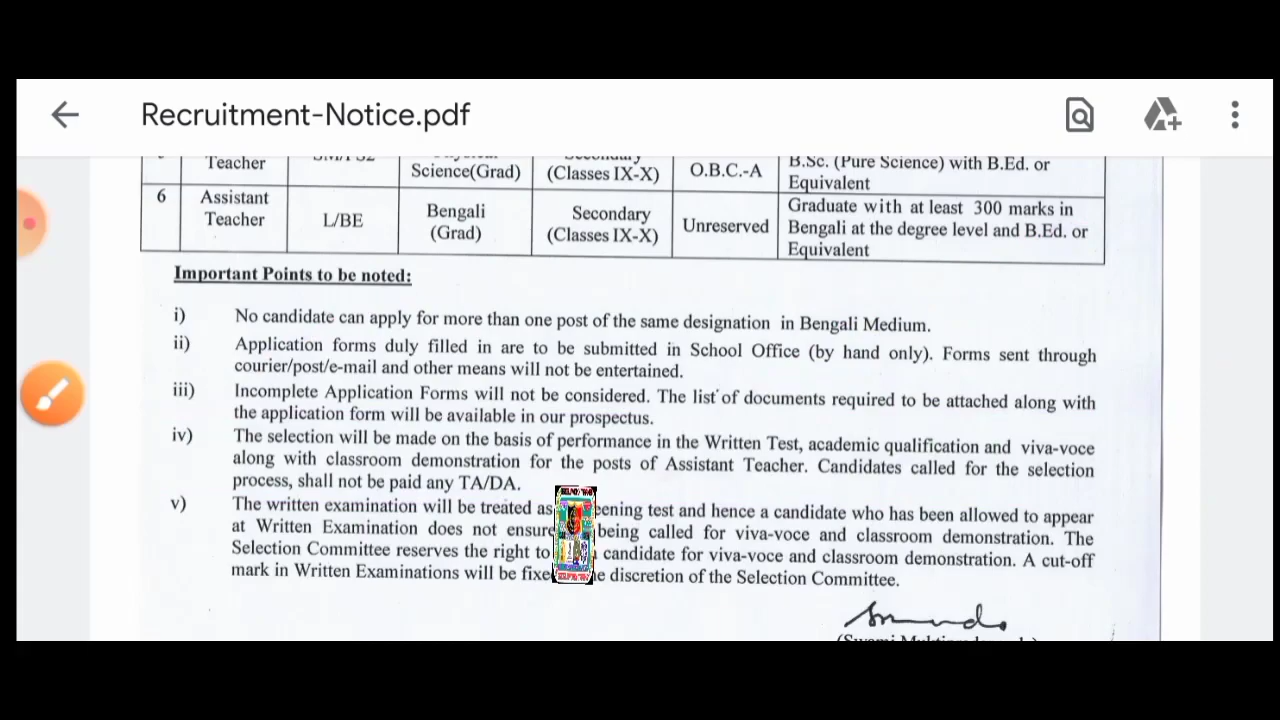 Recruitment-Notice.pdf
Teacher
Science(Grad)
(Classes IX-X)
O.B.C.-A
B.Sc. (Pure Science) with B.Ed. or
Equivalent
6
Assistant
Teacher
L/BE
Bengali
(Grad)
Secondary
(Classes IX-X)
Unreserved
Graduate with at least 300 marks in
Bengali at the degree level and B.Ed. or
Equivalent
Important Points to be noted:
i) No candidate can apply for more than one post of the same designation in Bengali Medium.
ii) Application forms duly filled in are to be submitted in School Office (by hand only). Forms sent through
courier/post/e-mail and other means will not be entertained.
iii) Incomplete Application Forms will not be considered. The list of documents required to be attached along with
the application form will be available in our prospectus.
iv) The selection will be made on the basis of performance in the Written Test, academic qualification and viva-voce
along with classroom demonstration for the posts of Assistant Teacher. Candidates called for the selection
process, shall not be paid any TA/DA.
v) The written examination will be treated as ening test and hence a candidate who has been allowed to appear
at Written Examination does not ensure being called for viva-voce and classroom demonstration. The
Selection Committee reserves the right to candidate for viva-voce and classroom demonstration. A cut-off
mark in Written Examinations will be fixe e discretion of the Selection Committee.